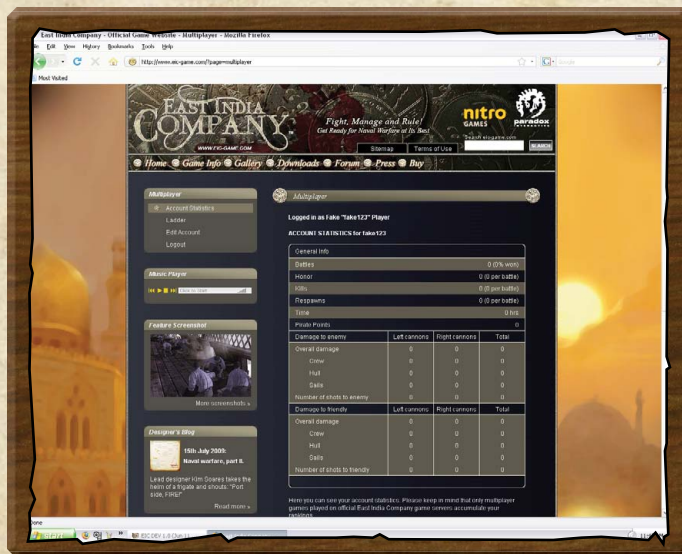 East India Company - Official Game Website - Multiplayer - Mozilla Firefox
Edit View History Bookmarks Tools Help
http://www.eic-game.com/?page=multiplayer
Google
Most Visited
EAST INDIA
COMPANY
WWW.EIC-GAME.COM
Fight, Manage and Rule!
Get Ready for Naval Warfare at Its Best
nitro
GAMES
paradox
INTERACTIVE
Search eic-game.com
Sitemap Terms of Use
SEARCH
Home Game Info Gallery Downloads Forum Press Buy
Multiplayer
Account Statistics
Ladder
Edit Account
Logout
Music Player
Feature Screenshot
More screenshots »
Designer's Blog
15th July 2009:
Naval warfare, part II.
Lead designer Kim Soares takes the
helm of a frigate and shouts: "Port
side, FIRE!"
Read more »
Multiplayer
Logged in as Fake "fake123" Player
ACCOUNT STATISTICS for fake123
General Info
Battles 0 (0% won)
Honor 0 (0 per battle)
Kills 0 (0 per battle)
Respawns 0 (0 per battle)
Time 0 hrs
Pirate Points 0
Damage to enemy Left cannons Right cannons Total
Overall damage 0 0 0
Crew 0 0 0
Hull 0 0 0
Sails 0 0 0
Number of shots to enemy 0 0 0
Damage to friendly Left cannons Right cannons Total
Overall damage 0 0 0
Crew 0 0 0
Hull 0 0 0
Sails 0 0 0
Number of shots to friendly 0 0 0
Here you can see your account statistics. Please keep in mind that only multiplayer
games played on official East India Company game servers accumulate your
rankings.
Done
start